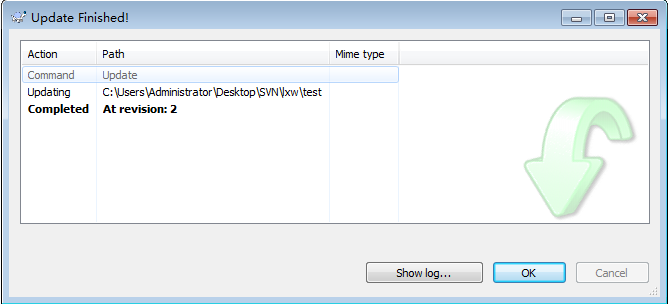 Update Finished!
Action Path Mime type
Command Update
Updating C:\Users\Administrator\Desktop\SVN\lxw\test
Completed At revision: 2
Show log... OK Cancel